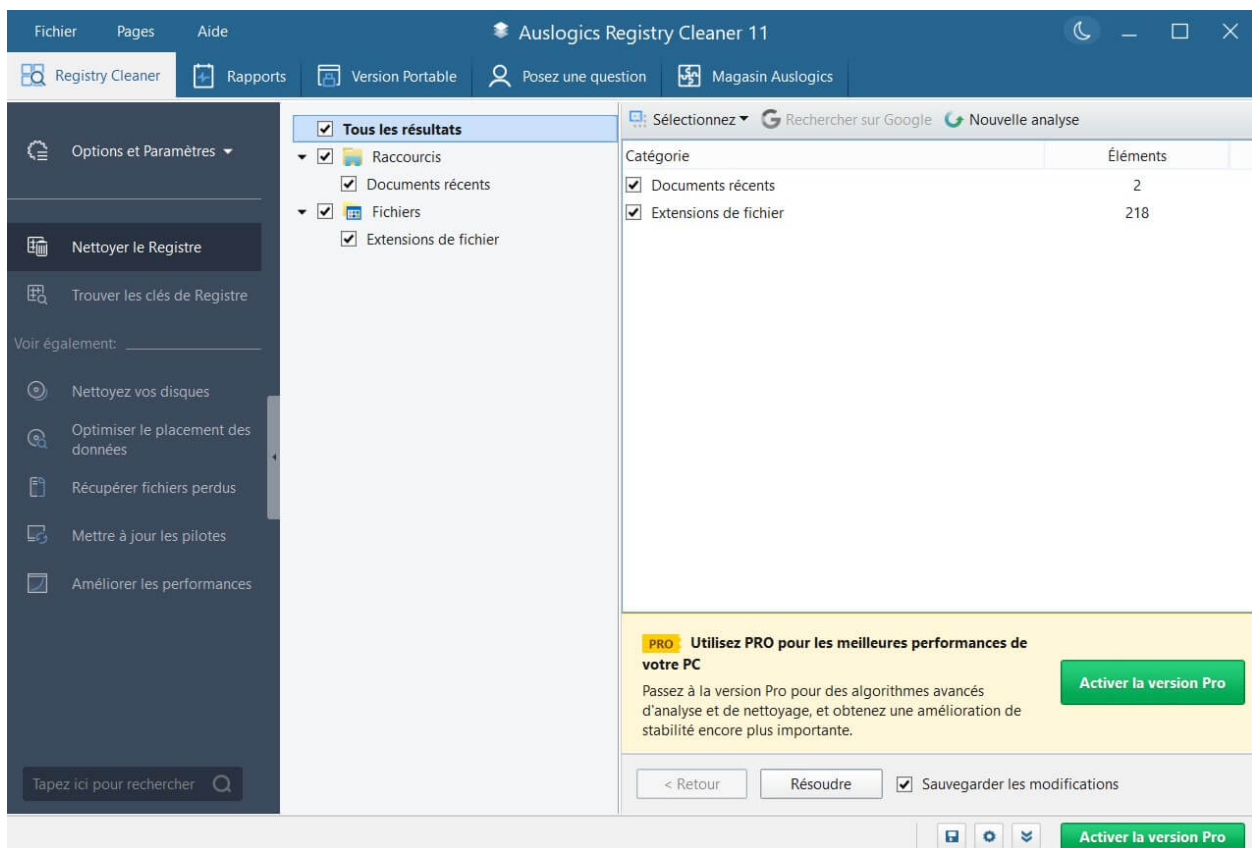 Fichier Pages Aide
Auslogics Registry Cleaner 11
Registry Cleaner
Rapports
Version Portable
Posez une question
Magasin Auslogics
Options et Paramètres
Nettoyer le Registre
Trouver les clés de Registre
Voir également:
Nettoyez vos disques
Optimiser le placement des
données
Récupérer fichiers perdus
Mettre à jour les pilotes
Améliorer les performances
Tapez ici pour rechercher
Tous les résultats
Raccourcis
Documents récents
Fichiers
Extensions de fichier
Sélectionnez
Rechercher sur Google
Nouvelle analyse
Catégorie Éléments
Documents récents 2
Extensions de fichier 218
PRO Utilisez PRO pour les meilleures performances de
votre PC
Passez à la version Pro pour des algorithmes avancés
d'analyse et de nettoyage, et obtenez une amélioration de
stabilité encore plus importante.
Activer la version Pro
< Retour
Résoudre
Sauvegarder les modifications
Activer la version Pro